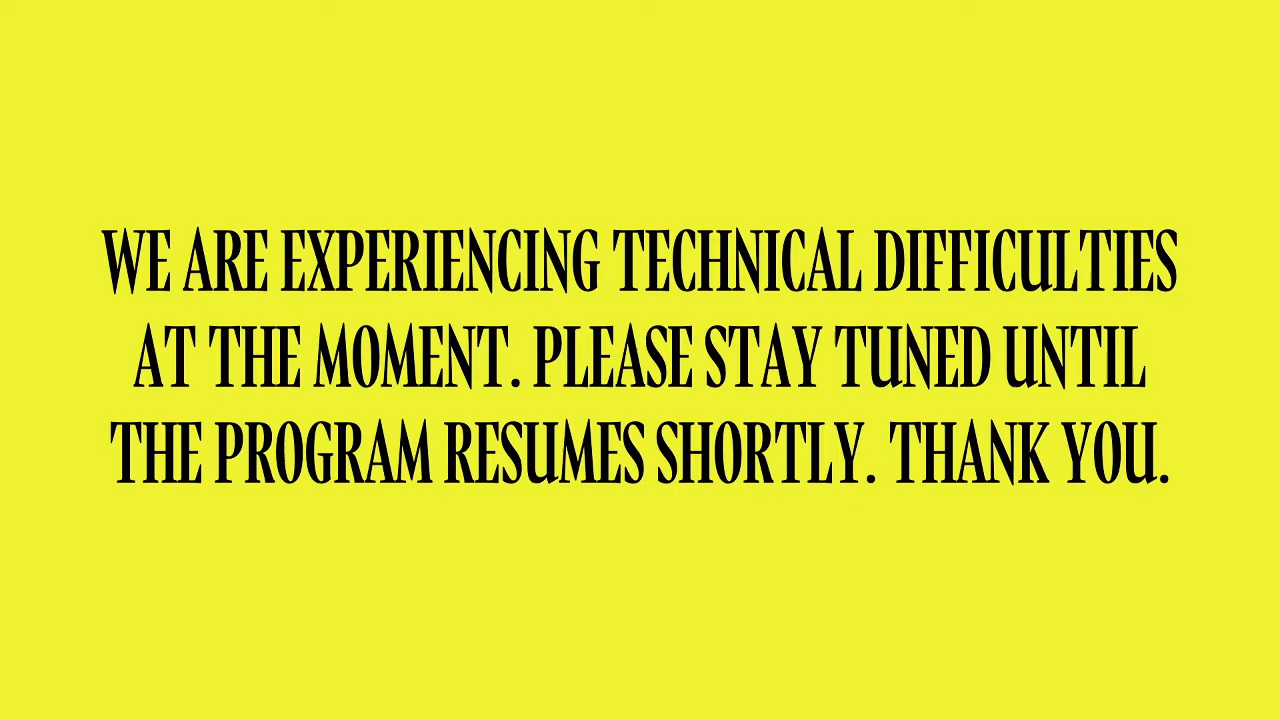 WE ARE EXPERIENCING TECHNICAL DIFFICULTIES
AT THE MOMENT. PLEASE STAY TUNED UNTIL
THE PROGRAM RESUMES SHORTLY. THANK YOU.